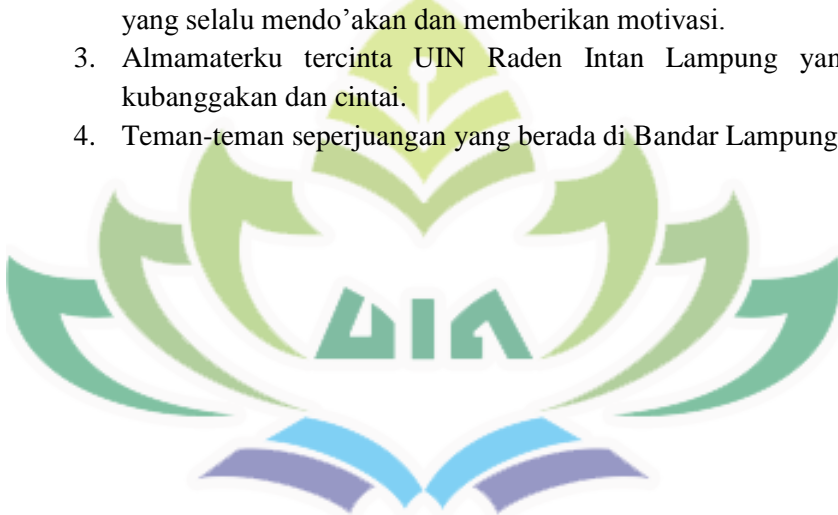 yang selalu mendo’akan dan memberikan motivasi.
3. Almamaterku tercinta UIN Raden Intan Lampung yan
kubanggakan dan cintai.
4. Teman-teman seperjuangan yang berada di Bandar Lampung
UIN